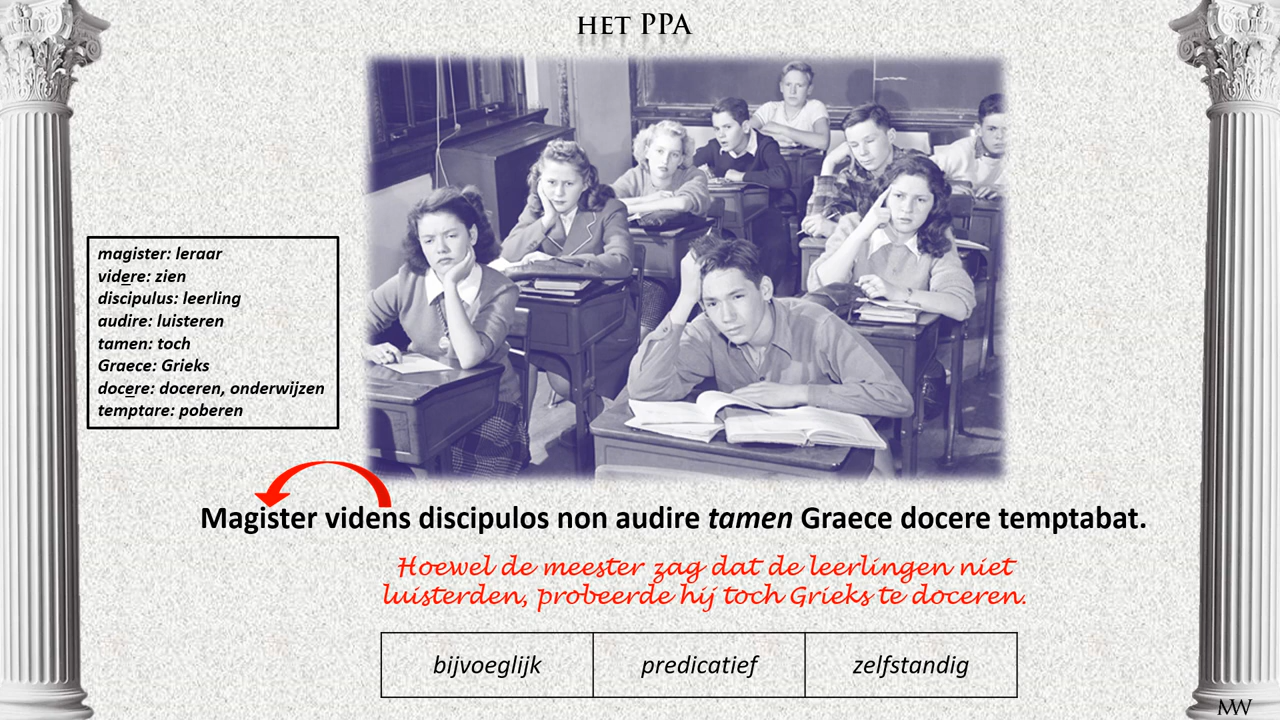 HET PPA
magister: leraar
videre: zien
discipulus: leerling
audire: luisteren
tamen: toch
Graece: Grieks
docere: doceren, onderwijzen
temptare: poberen
Magister videns discipulos non audire tamen Graece docere temptabat.
Hoewel de meester zag dat de leerlingen niet
luisterden, probeerde hij toch Grieks te doceren.
bijvoeglijk predicatief zelfstandig
MW